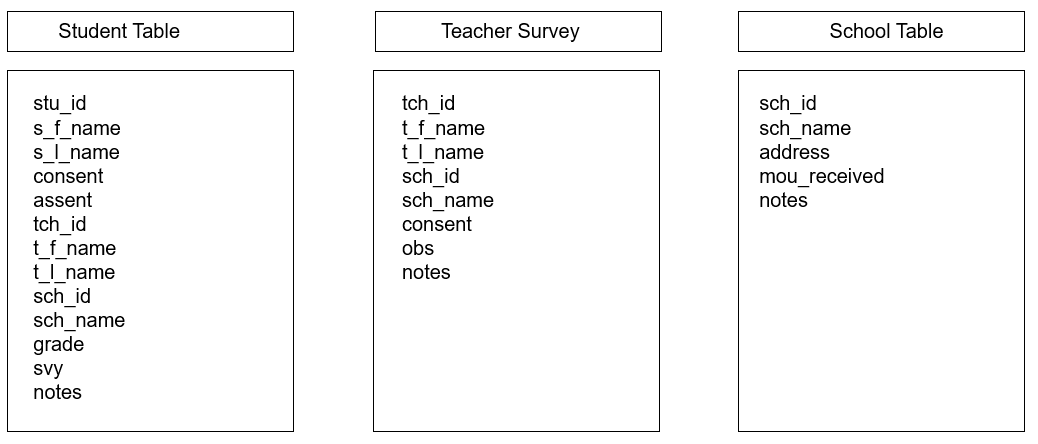 Student Table
stu_id
s_f_name
s_l_name
consent
assent
tch_id
t_f_name
t_l_name
sch_id
sch_name
grade
svy
notes
Teacher Survey
tch_id
t_f_name
t_l_name
sch_id
sch_name
consent
obs
notes
School Table
sch_id
sch_name
address
mou_received
notes